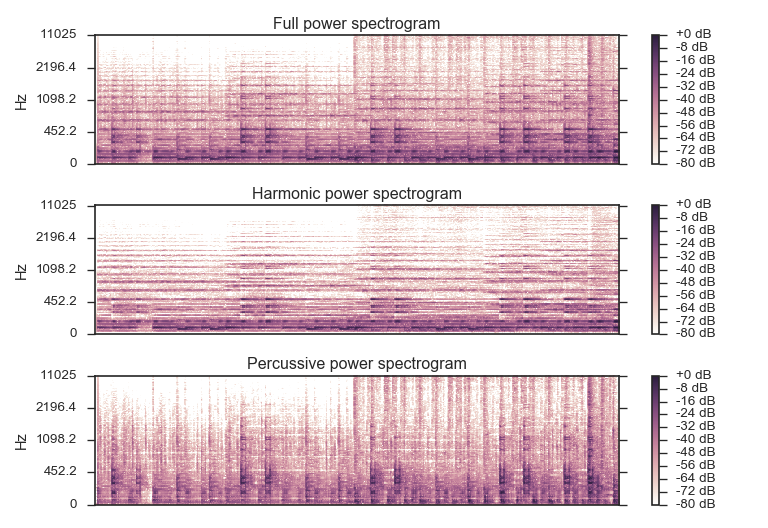 Full power spectrogram
11025
2196.4
1098.2
452.2
0
Hz
+0 dB
-8 dB
-16 dB
-24 dB
-32 dB
-40 dB
-48 dB
-56 dB
-64 dB
-72 dB
-80 dB
Harmonic power spectrogram
11025
2196.4
1098.2
452.2
0
Hz
+0 dB
-8 dB
-16 dB
-24 dB
-32 dB
-40 dB
-48 dB
-56 dB
-64 dB
-72 dB
-80 dB
Percussive power spectrogram
11025
2196.4
1098.2
452.2
0
Hz
+0 dB
-8 dB
-16 dB
-24 dB
-32 dB
-40 dB
-48 dB
-56 dB
-64 dB
-72 dB
-80 dB